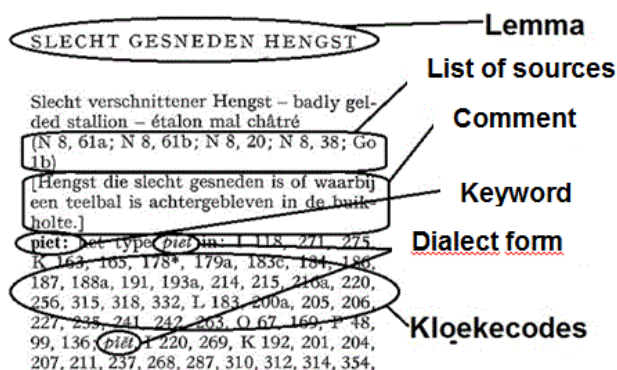 SLECHT GESNEDEN HENGST
Lemma
List of sources
Slecht verschnittener Hengst – badly gel-
ded stallion – étalon mal châtré
Comment
(N 8, 61a; N 8, 61b; N 8, 20; N 8, 38; Go
1b)
[Hengst die slecht gesneden is of waarbij
een teelbal is achtergebleven in de buik-
holte.]
Keyword
piet: het type piet in: I 118, 271, 275,
Dialect form
K 163, 165, 178*, 179a, 183c, 184, 186,
187, 188a, 191, 193a, 214, 215, 216a, 220,
256, 315, 318, 332, L 183, 200a, 205, 206,
227, 235, 241, 242, 263, O 67, 169, P 48,
Kloekecodes
99, 136; piët, I 220, 269, K 192, 201, 204,
207, 211, 237, 268, 287, 310, 312, 314, 354,